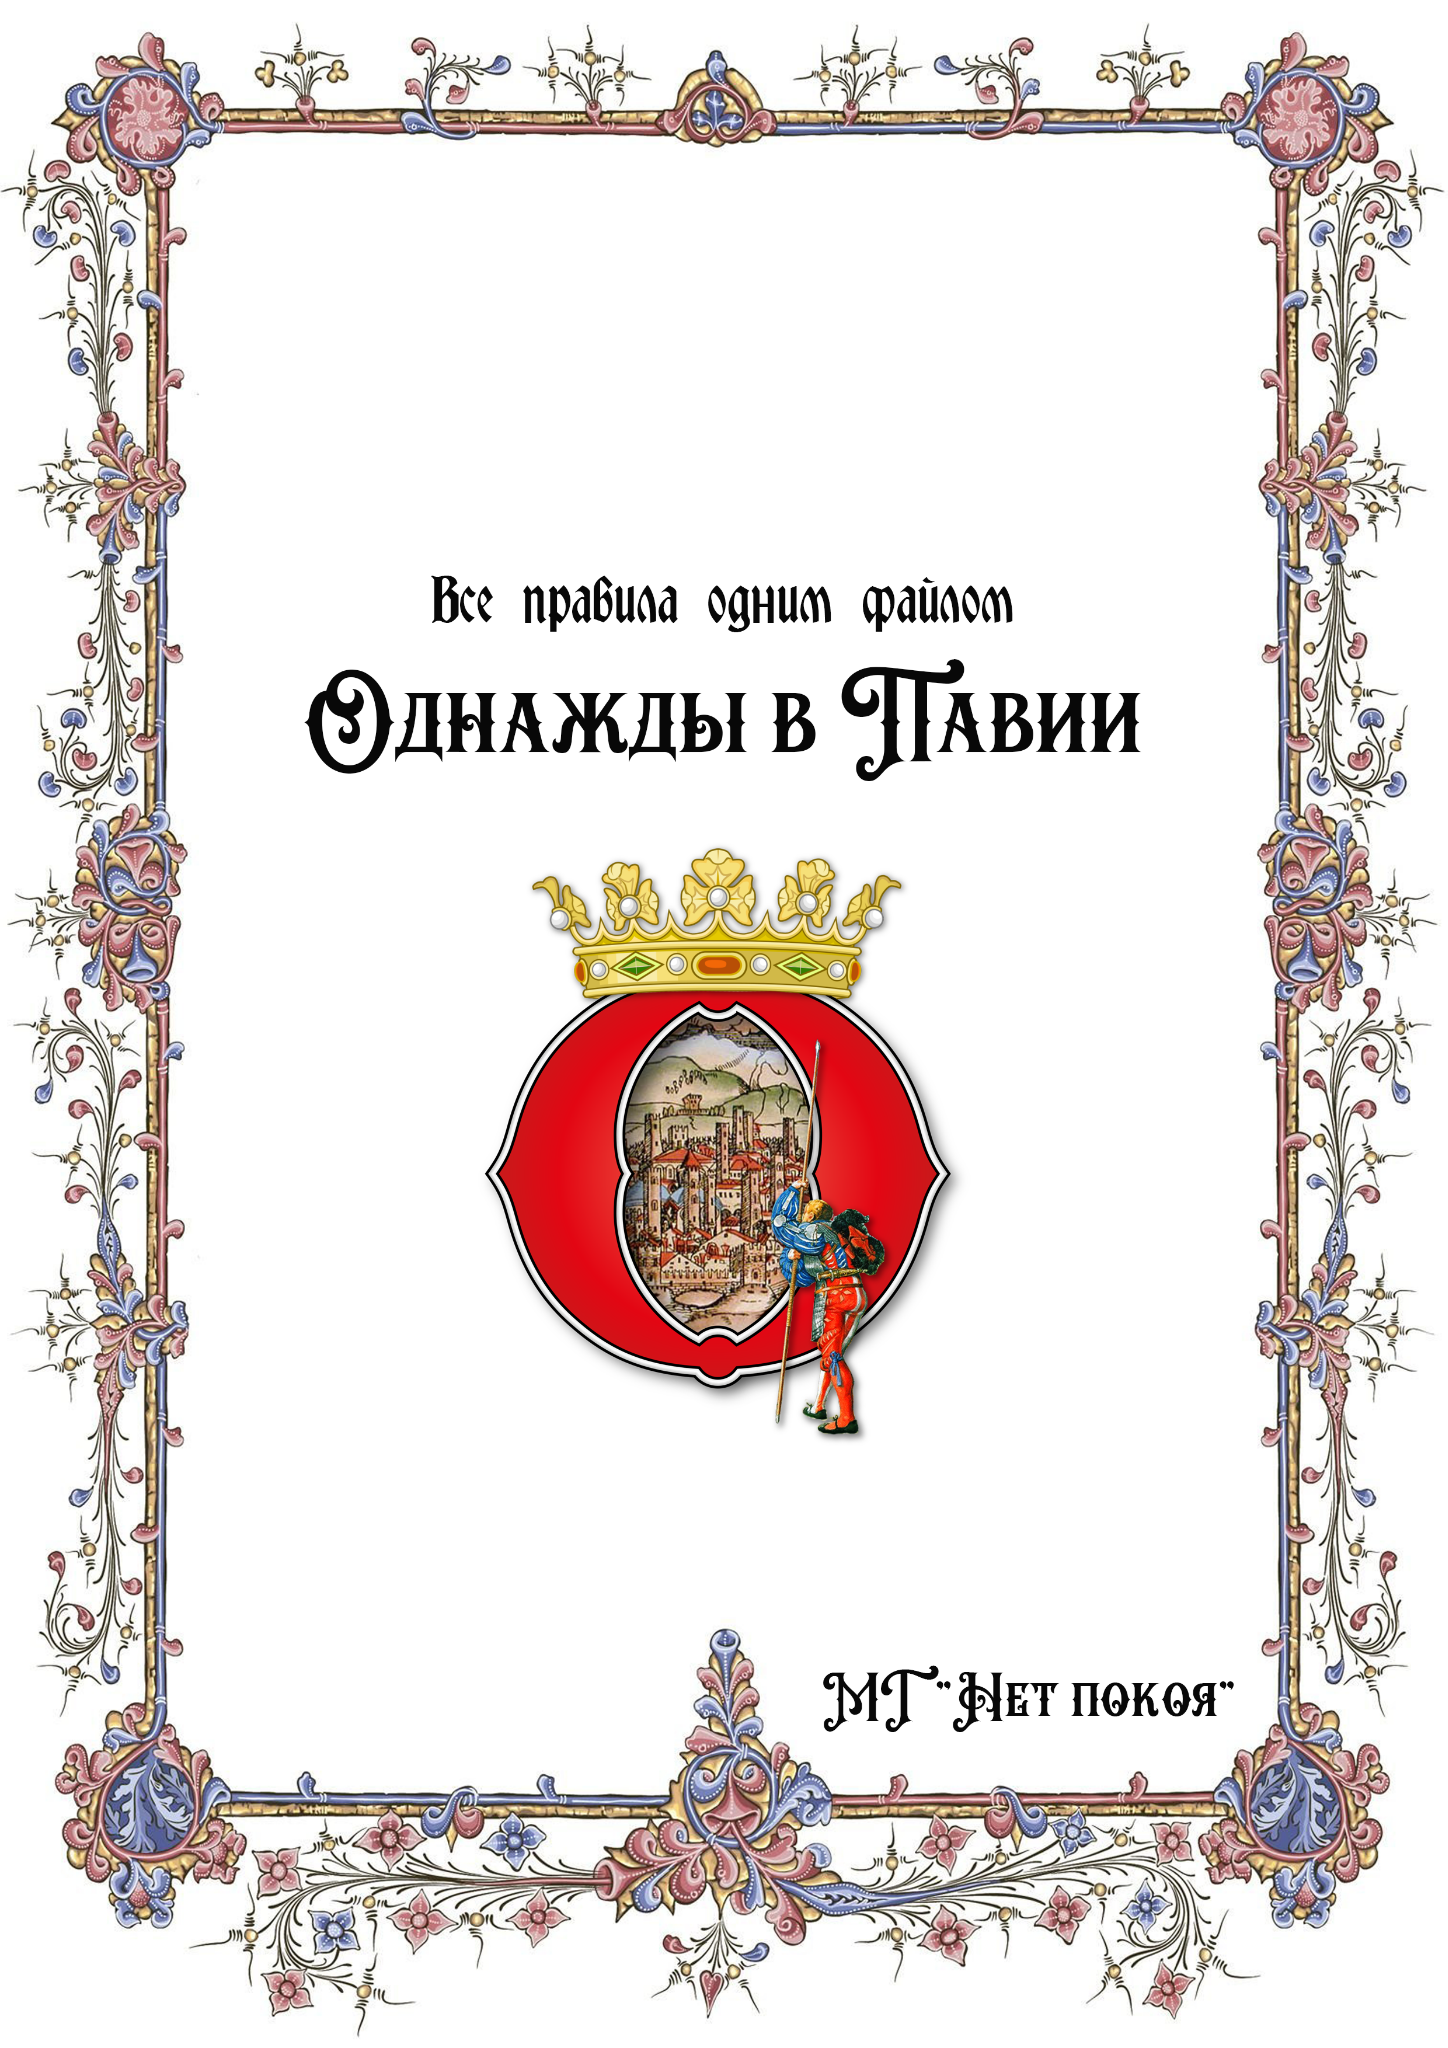 Все правила одним файлом
Однажды в Павии
МГ "Нет покоя"